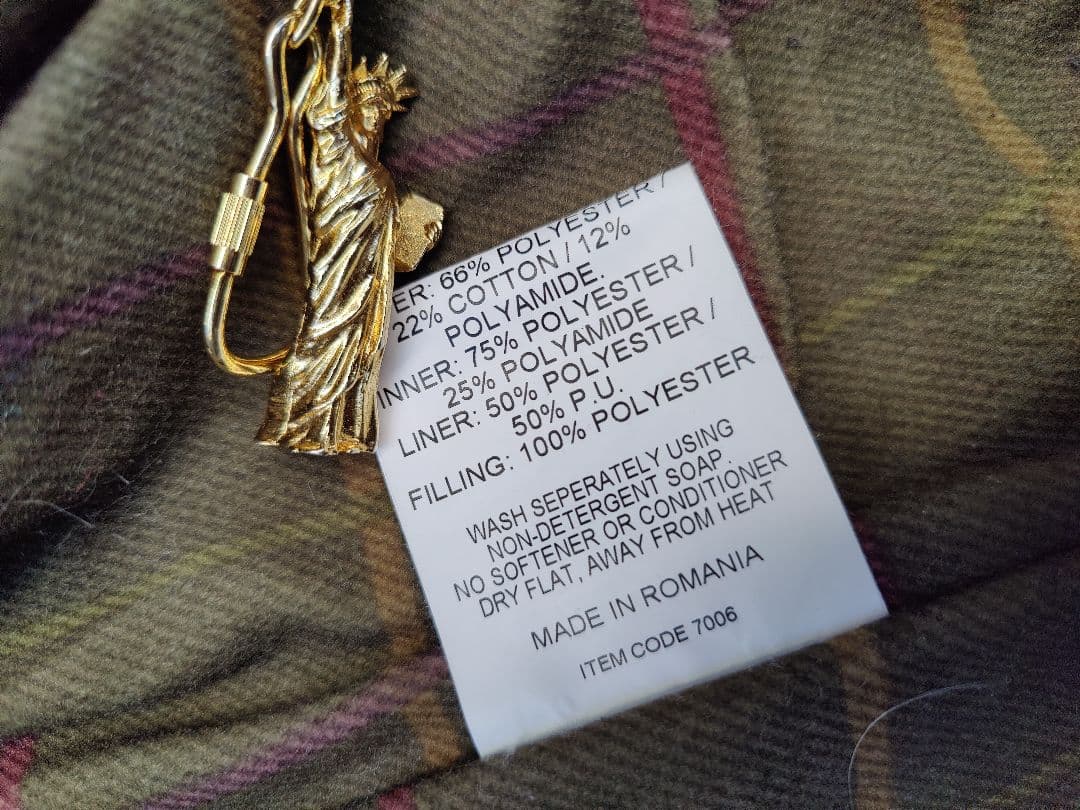 ER: 66% POLYESTER /
22% COTTON / 12%
POLYAMIDE.
INNER: 75% POLYESTER /
25% POLYAMIDE
LINER: 50% POLYESTER /
50% P.U.
FILLING: 100% POLYESTER
WASH SEPERATELY USING
NON-DETERGENT SOAP.
NO SOFTENER OR CONDITIONER
DRY FLAT, AWAY FROM HEAT
MADE IN ROMANIA
ITEM CODE 7006